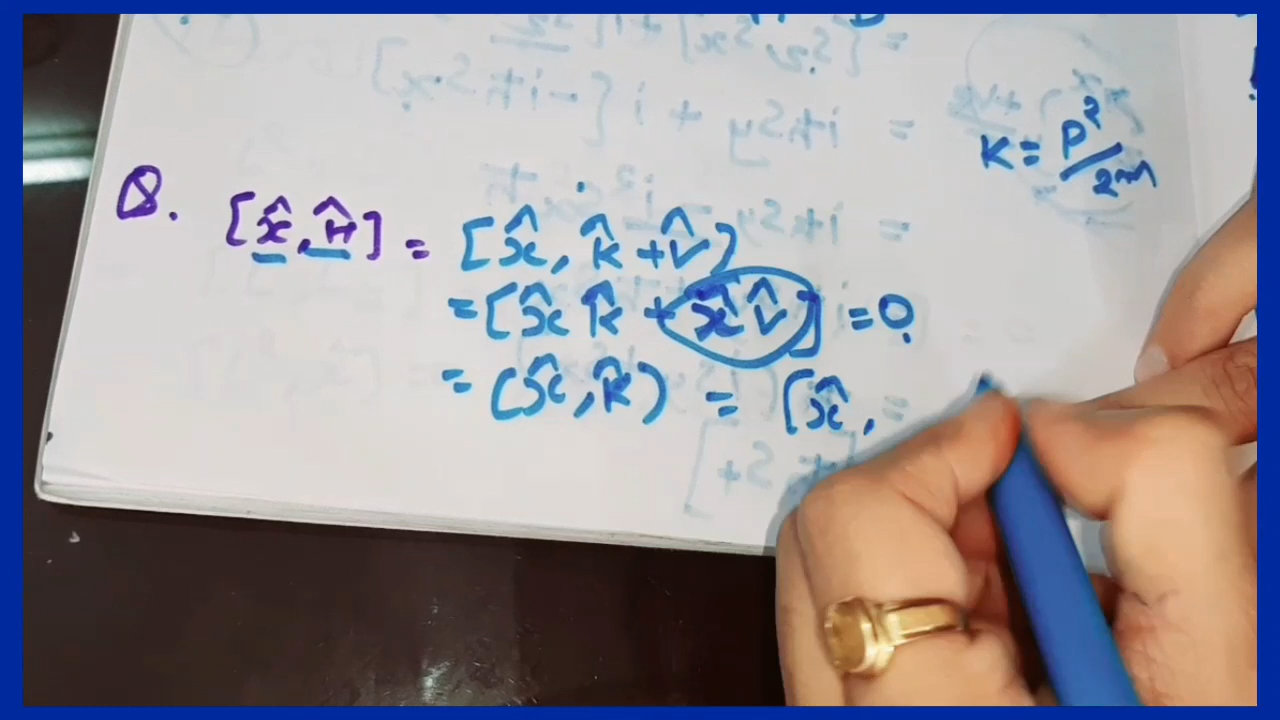 K = P²/2m
Q. [x̂, Ĥ] = [x̂, k̂ + v̂]
= [x̂ k̂ + x̂ v̂] = 0
= (x̂, k̂) = [x̂,